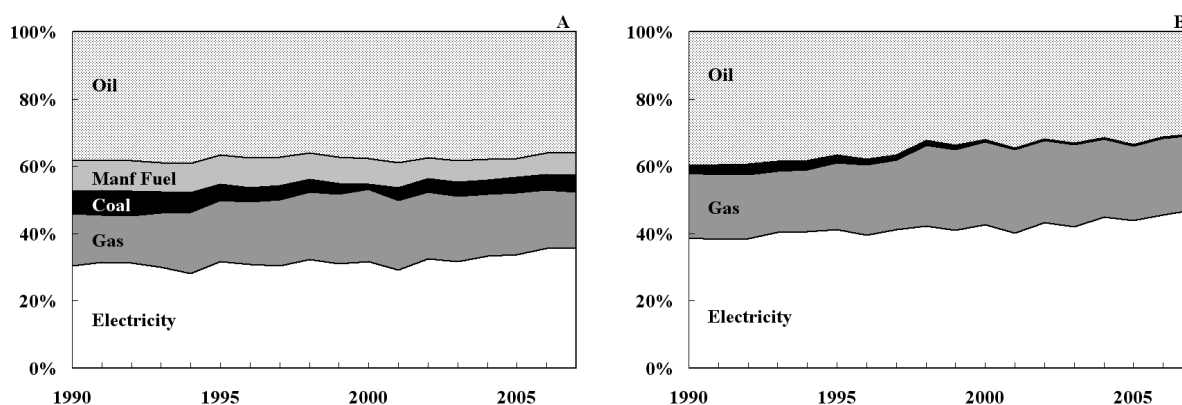 A
100%
80%
60%
40%
20%
0%
Oil
Manf Fuel
Coal
Gas
Electricity
1990 1995 2000 2005
B
100%
80%
60%
40%
20%
0%
Oil
Gas
Electricity
1990 1995 2000 2005